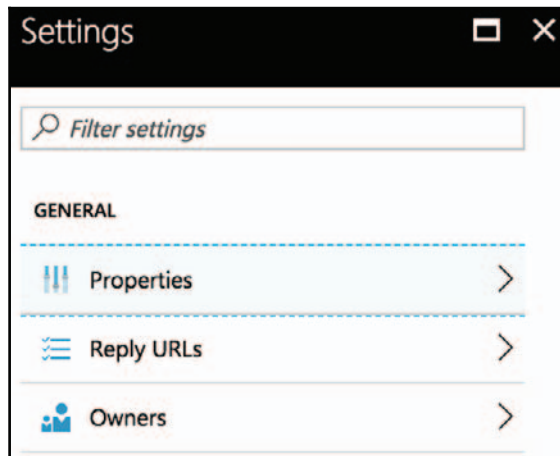 Settings
Filter settings
GENERAL
Properties
Reply URLs
Owners